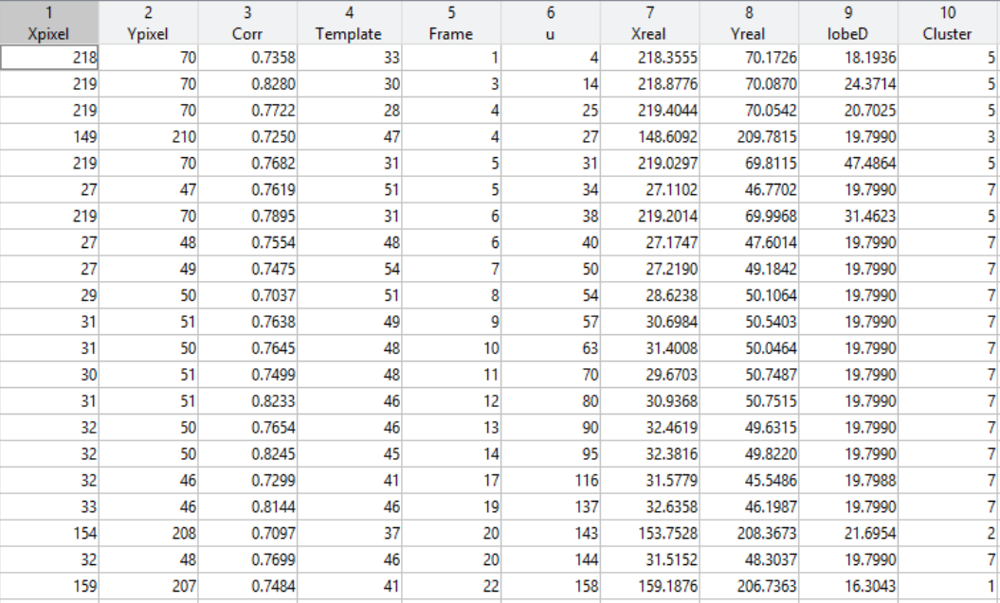 1 2 3 4 5 6 7 8 9 10
Xpixel Ypixel Corr Template Frame u Xreal Yreal lobeD Cluster
218 70 0.7358 33 1 4 218.3555 70.1726 18.1936 5
219 70 0.8280 30 3 14 218.8776 70.0870 24.3714 5
219 70 0.7722 28 4 25 219.4044 70.0542 20.7025 5
149 210 0.7250 47 4 27 148.6092 209.7815 19.7990 3
219 70 0.7682 31 5 31 219.0297 69.8115 47.4864 5
27 47 0.7619 51 5 34 27.1102 46.7702 19.7990 7
219 70 0.7895 31 6 38 219.2014 69.9968 31.4623 5
27 48 0.7554 48 6 40 27.1747 47.6014 19.7990 7
27 49 0.7475 54 7 50 27.2190 49.1842 19.7990 7
29 50 0.7037 51 8 54 28.6238 50.1064 19.7990 7
31 51 0.7638 49 9 57 30.6984 50.5403 19.7990 7
31 50 0.7645 48 10 63 31.4008 50.0464 19.7990 7
30 51 0.7499 48 11 70 29.6703 50.7487 19.7990 7
31 51 0.8233 46 12 80 30.9368 50.7515 19.7990 7
32 50 0.7654 46 13 90 32.4619 49.6315 19.7990 7
32 50 0.8245 45 14 95 32.3816 49.8220 19.7990 7
32 46 0.7299 41 17 116 31.5779 45.5486 19.7988 7
33 46 0.8144 46 19 137 32.6358 46.1987 19.7990 7
154 208 0.7097 37 20 143 153.7528 208.3673 21.6954 2
32 48 0.7699 46 20 144 31.5152 48.3037 19.7990 7
159 207 0.7484 41 22 158 159.1876 206.7363 16.3043 1